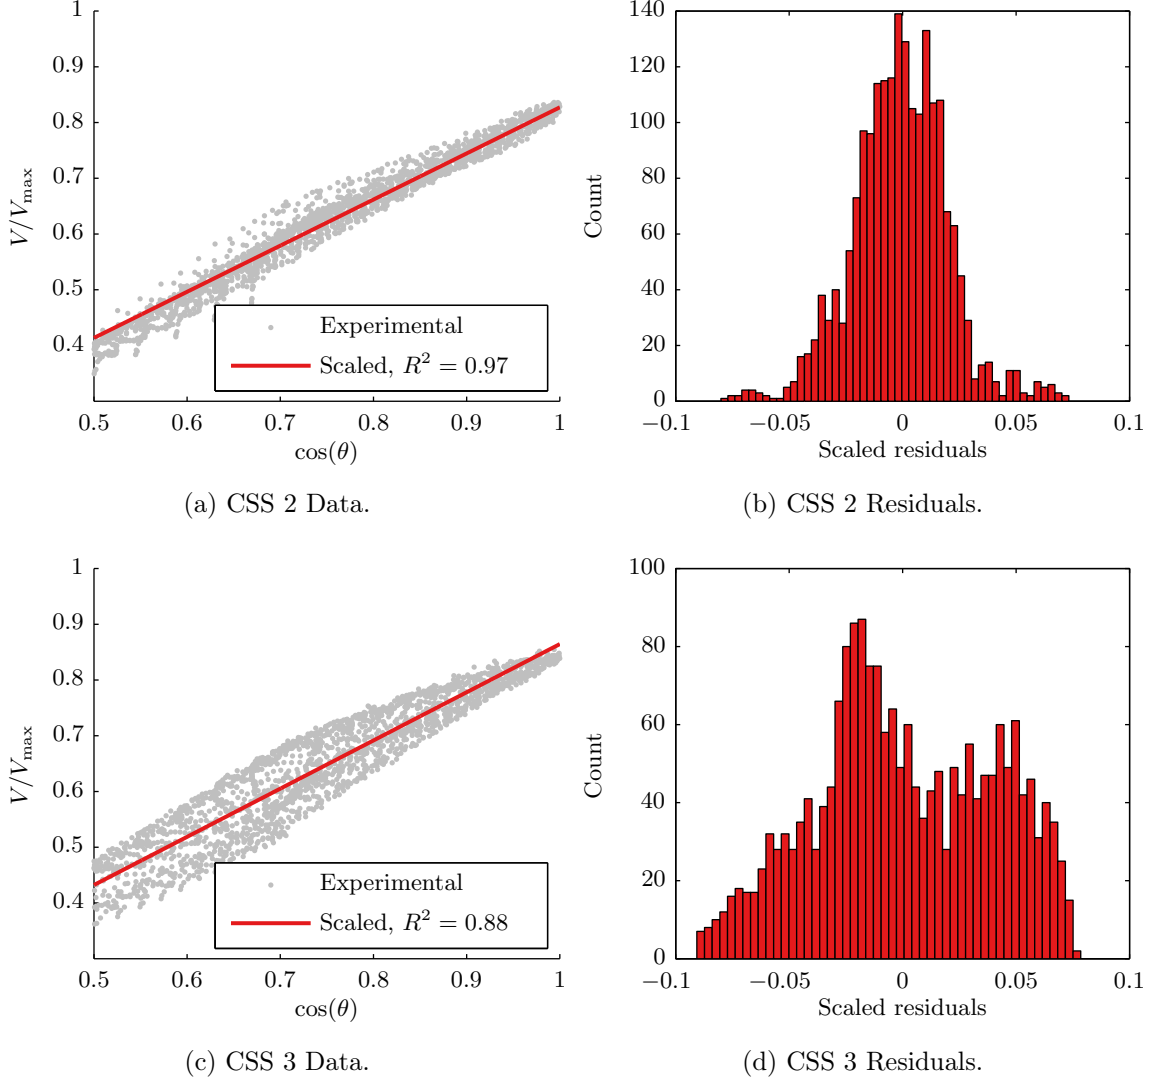 1
0.9
0.8
0.7
0.6
0.5
0.4
V/V_max
0.5 0.6 0.7 0.8 0.9 1
cos(θ)
Experimental
Scaled, R² = 0.97
(a) CSS 2 Data.
140
120
100
80
60
40
20
0
Count
−0.1 −0.05 0 0.05 0.1
Scaled residuals
(b) CSS 2 Residuals.
1
0.9
0.8
0.7
0.6
0.5
0.4
V/V_max
0.5 0.6 0.7 0.8 0.9 1
cos(θ)
Experimental
Scaled, R² = 0.88
(c) CSS 3 Data.
100
80
60
40
20
0
Count
−0.1 −0.05 0 0.05 0.1
Scaled residuals
(d) CSS 3 Residuals.